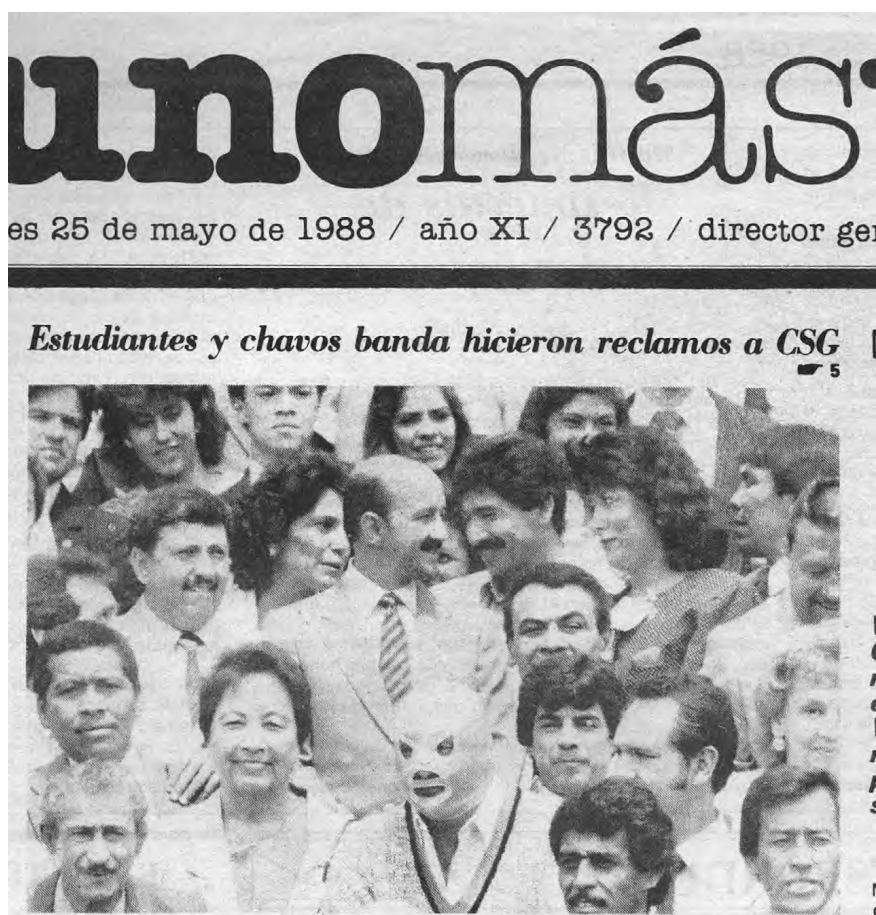 unomás
es 25 de mayo de 1988 / año XI / 3792 / director ge
Estudiantes y chavos banda hicieron reclamos a CSG
☛ 5